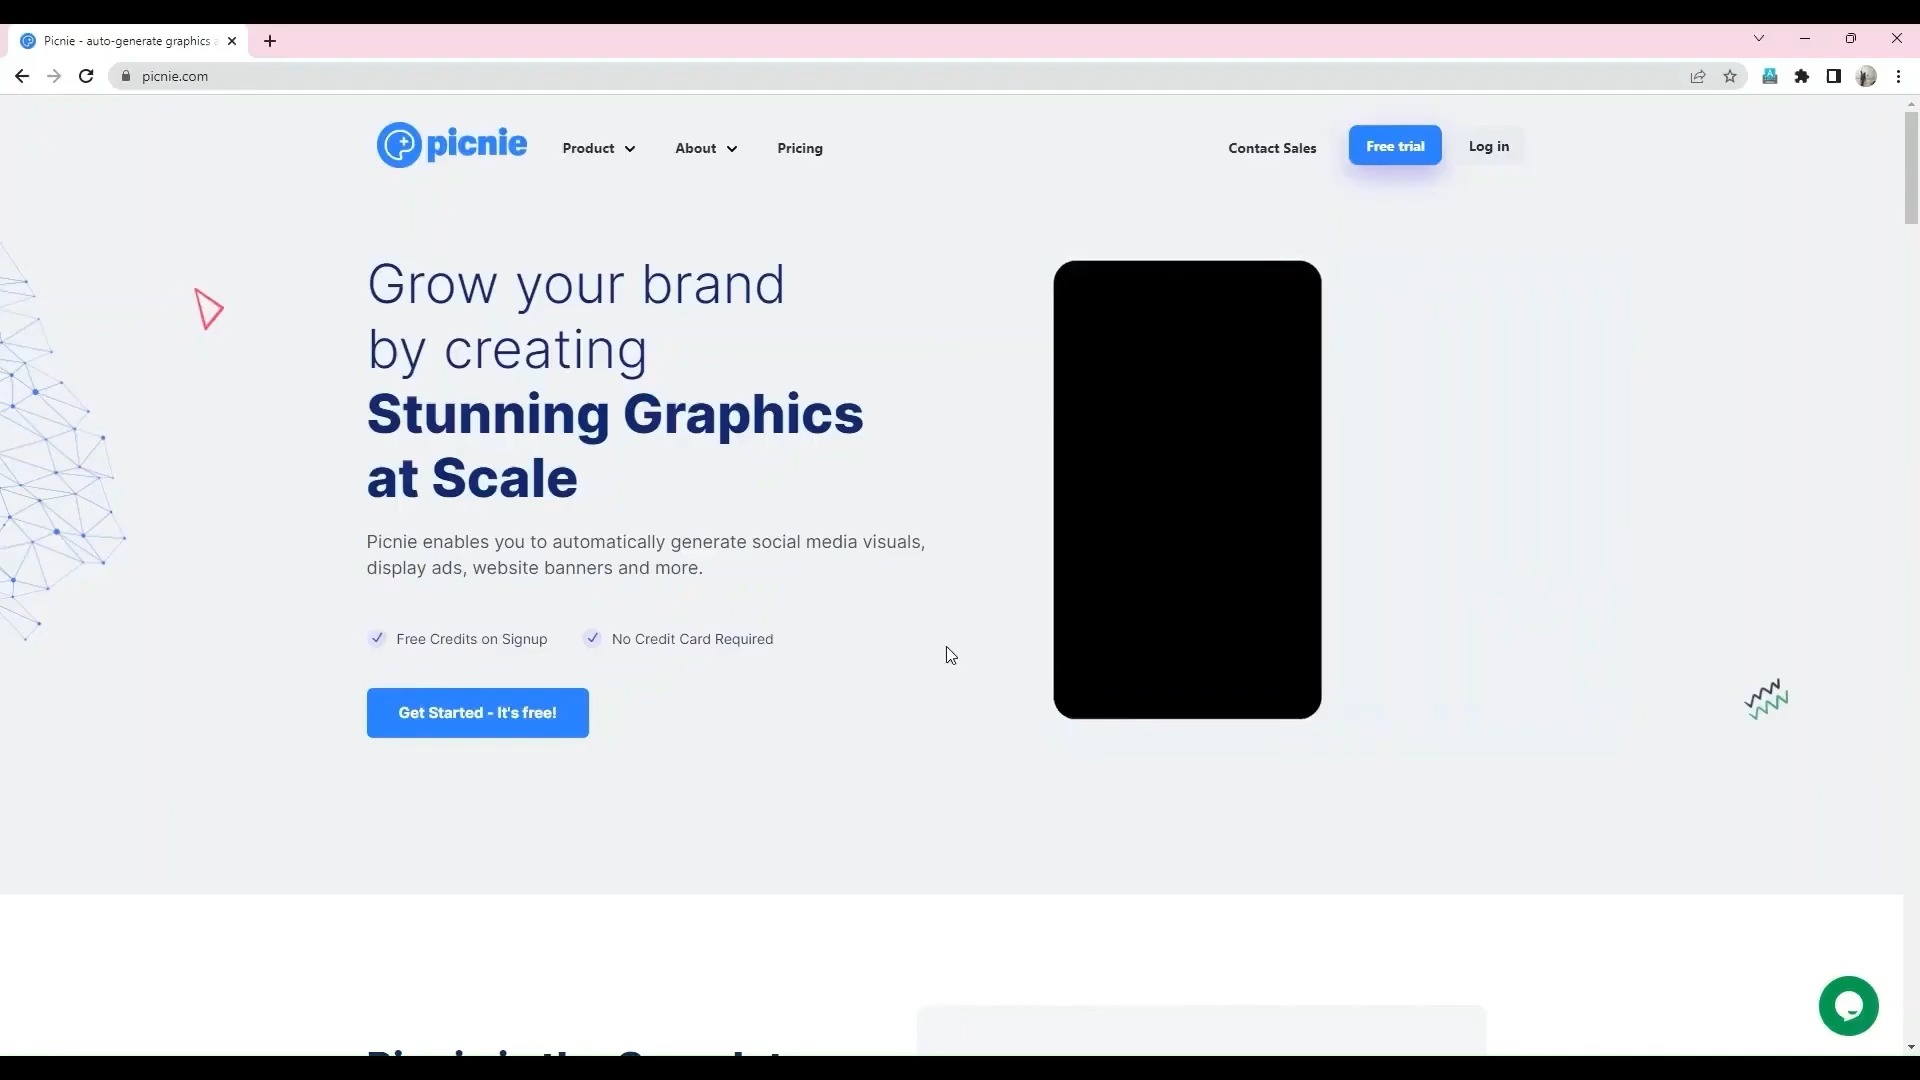 Picnie - auto-generate graphics
picnie.com
picnie
Product
About
Pricing
Contact Sales
Free trial
Log in
Grow your brand
by creating
Stunning Graphics
at Scale
Picnie enables you to automatically generate social media visuals,
display ads, website banners and more.
Free Credits on Signup
No Credit Card Required
Get Started - It's free!